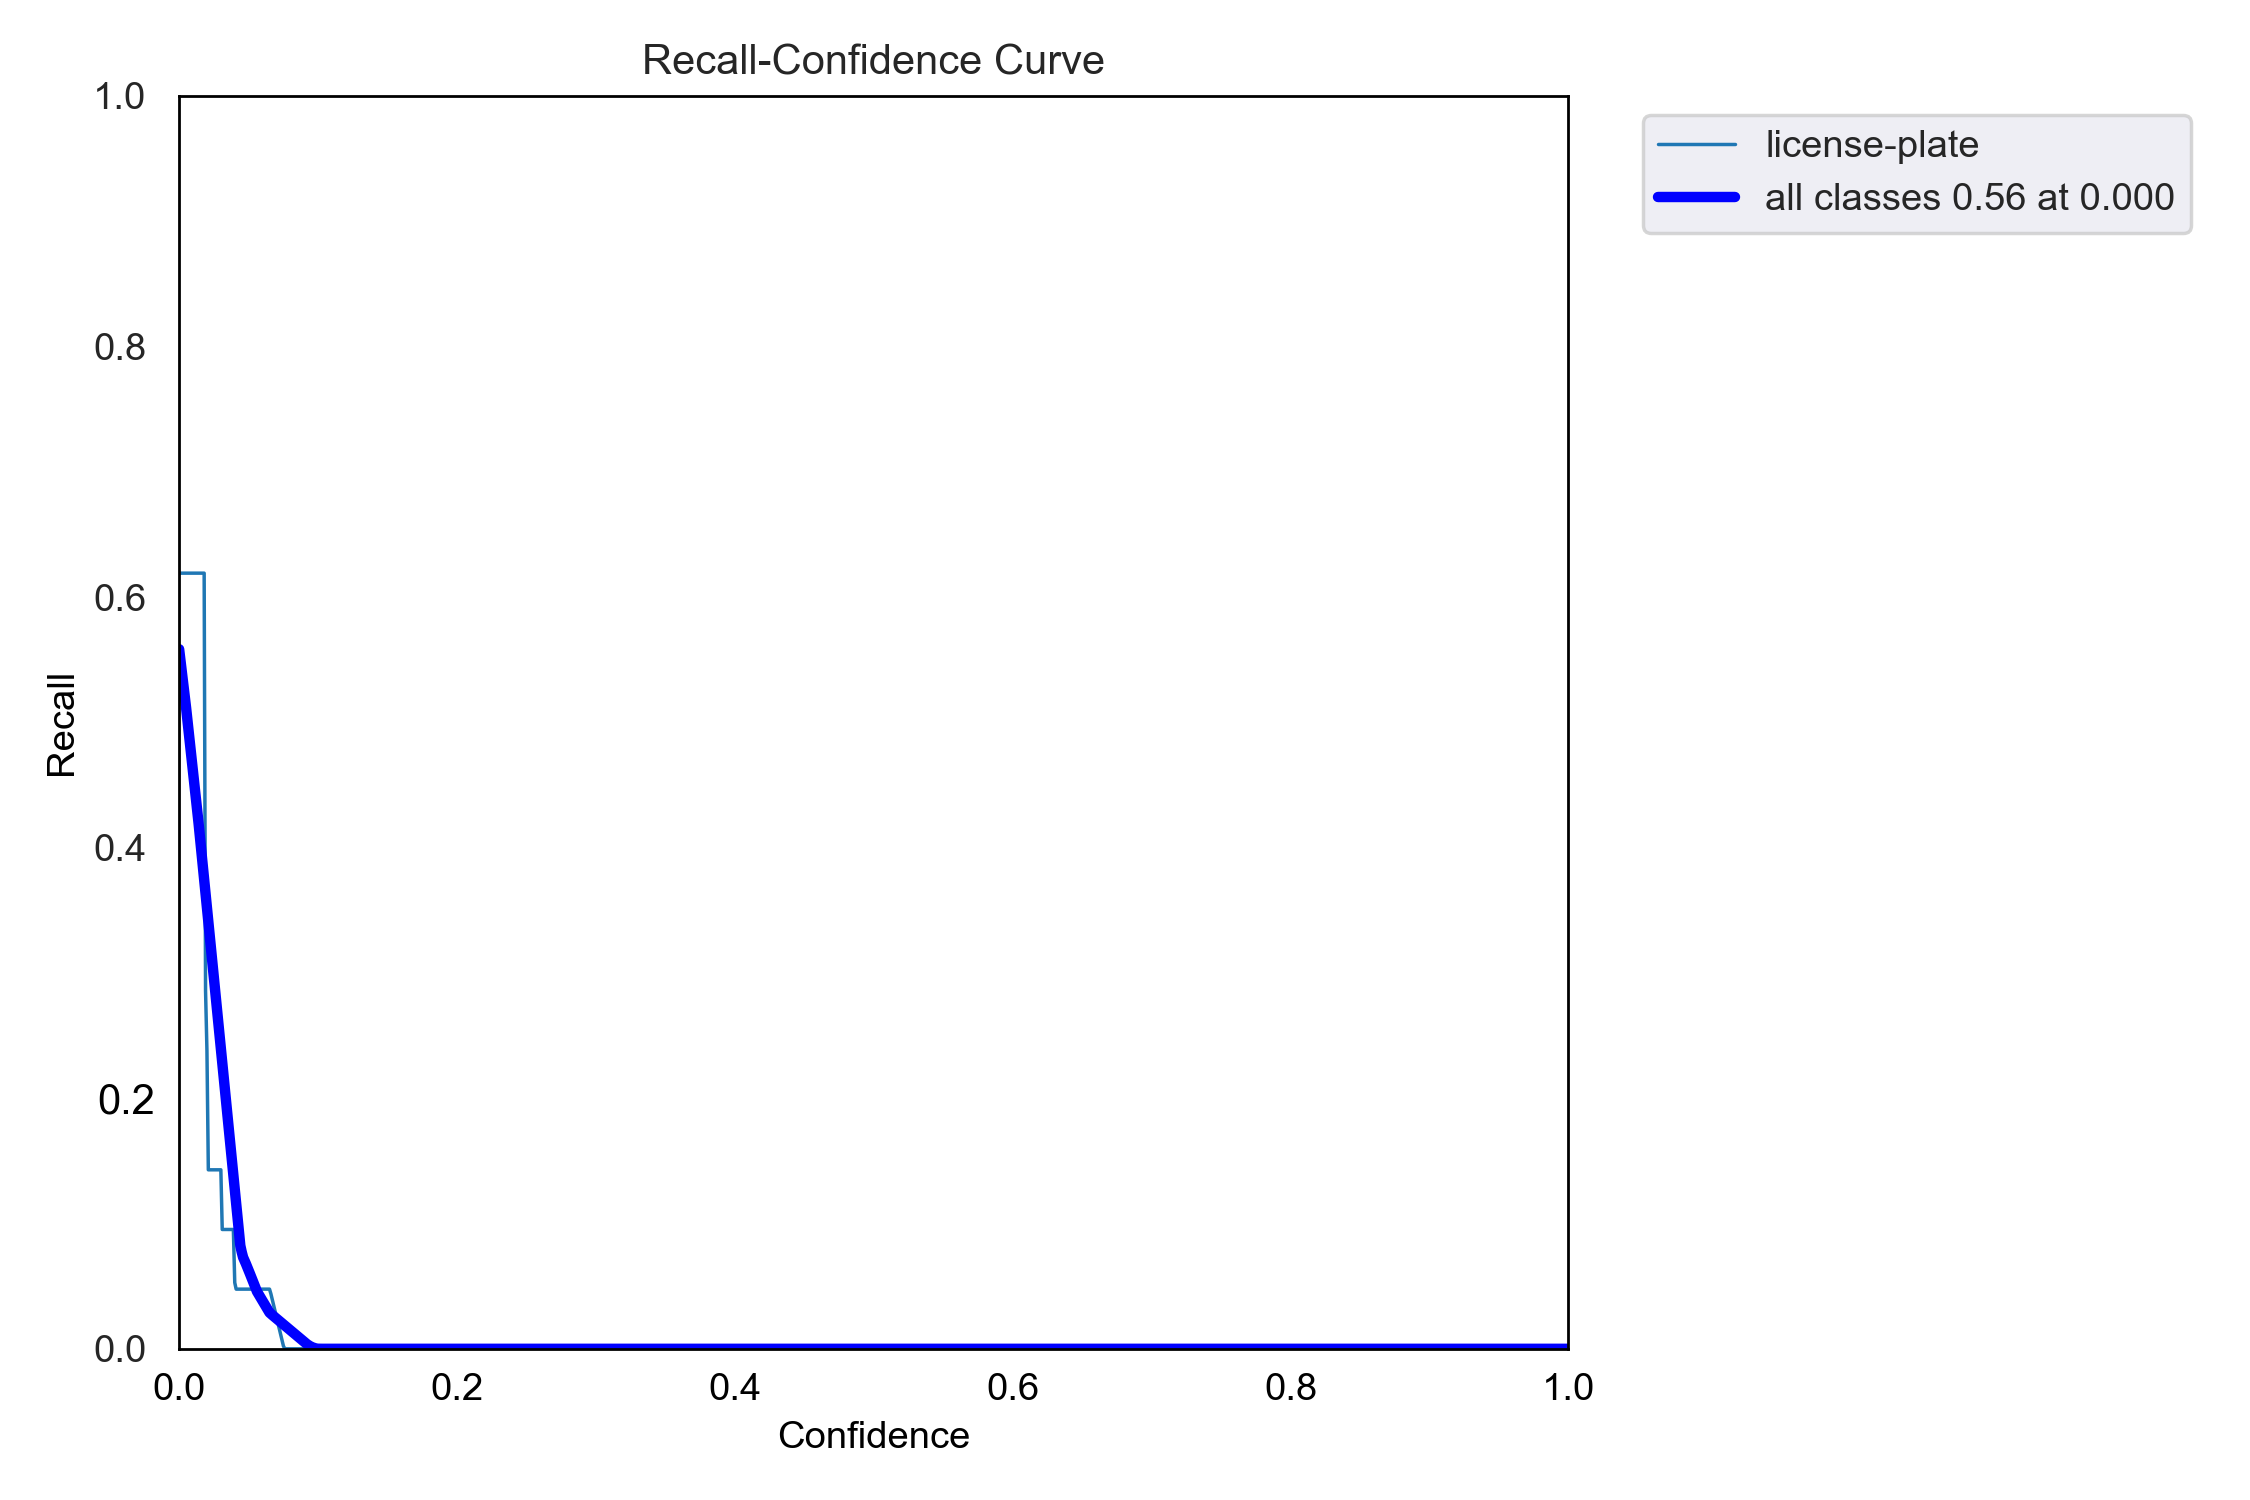 Recall-Confidence Curve
1.0
0.8
0.6
0.4
0.2
0.0
Recall
0.0 0.2 0.4 0.6 0.8 1.0
Confidence
license-plate
all classes 0.56 at 0.000